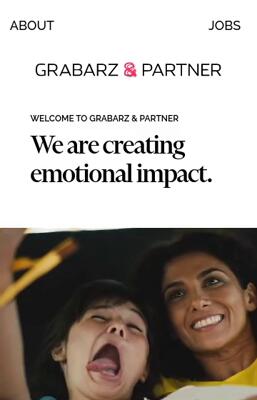 ABOUT JOBS
GRABARZ & PARTNER
WELCOME TO GRABARZ & PARTNER
We are creating
emotional impact.